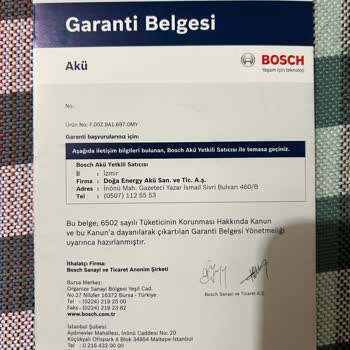 Garanti Belgesi
Akü
BOSCH
Yaşam için teknoloji
No:
Ürün No: F.002.9A1.697.0MY
Garanti başvurularınız için:
Aşağıda iletişim bilgileri bulunan, Bosch Akü Yetkili Satıcısı ile temasa geçiniz.
Bosch Akü Yetkili Satıcısı
İl : İzmir
Firma : Doğa Energy Akü San. ve Tic. A.ş.
Adres : İnönü Mah. Gazeteci Yazar İsmail Sivri Bulvarı 460/B
Tel : (0507) 112 55 53
Bu belge; 6502 sayılı Tüketicinin Korunması Hakkında Kanun
ve bu Kanun'a dayanılarak çıkartılan Garanti Belgesi Yönetmeliği
uyarınca hazırlanmıştır.
İthalatçı Firma:
Bosch Sanayi ve Ticaret Anonim Şirketi
Bursa Merkez:
Organize Sanayi Bölgesi Yeşil Cad.
No:27 Nilüfer 16372 Bursa - Türkiye
Tel : (0224) 219 25 00
Fax : (0224) 219 23 82
www.bosch.com.tr
Bosch Sanayi ve Ticaret A.Ş.
İstanbul Şubesi:
Aydınevler Mahallesi, İnönü Caddesi No: 20
Küçükyalı Ofispark A Blok 34854 Maltepe-İstanbul
Tel : 0 216 432 00 00